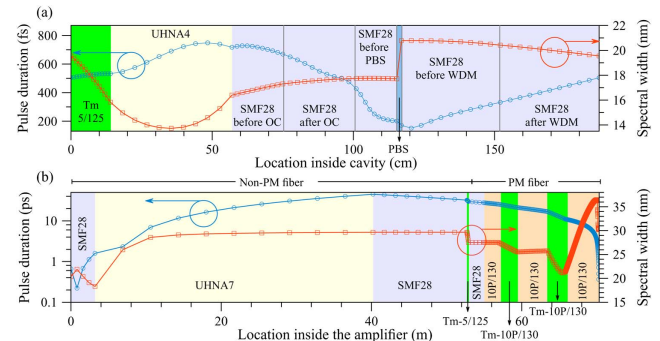 (a)
Pulse duration (fs)
800
600
400
200
Tm
5/125
UHNA4
SMF28
before OC
SMF28
after OC
SMF28
before
PBS
SMF28
before WDM
SMF28
after WDM
22
20
18
16
14
Spectral width (nm)
0
50
100
150
PBS
Location inside cavity (cm)
(b)
Non-PM fiber
PM fiber
Pulse duration (ps)
10
1
0.1
SMF28
UHNA7
SMF28
SMF28
10P/130
10P/130
10P/130
35
30
25
20
15
Spectral width (nm)
0
20
40
60
Tm-5/125
Tm-10P/130
Tm-10P/130
Location inside the amplifier (m)